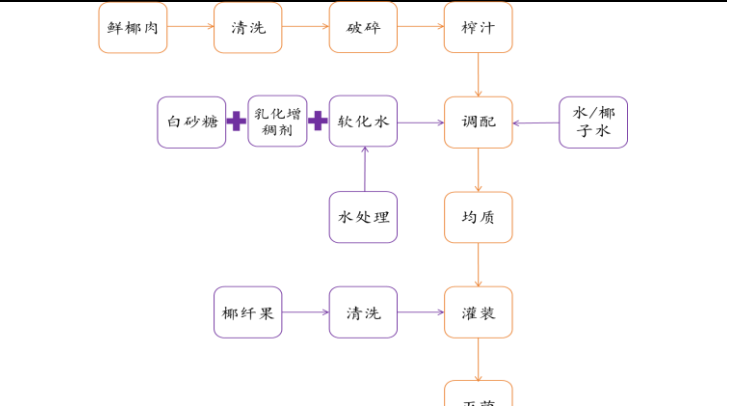 鲜椰肉
清洗
破碎
榨汁
白砂糖
乳化增
稠剂
软化水
调配
水/椰
子水
水处理
均质
椰纤果
清洗
灌装